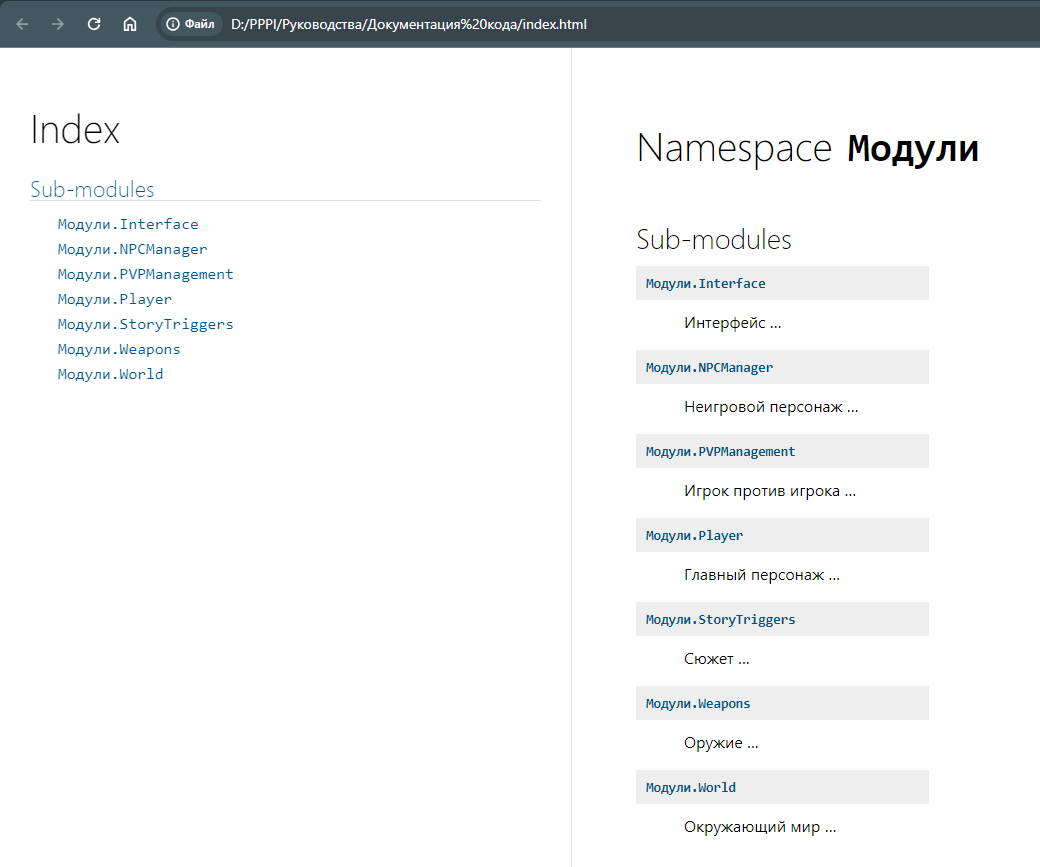 Файл D:/PPPI/Руководства/Документация%20кода/index.html
Index
Sub-modules
Модули.Interface
Модули.NPCManager
Модули.PVPManagement
Модули.Player
Модули.StoryTriggers
Модули.Weapons
Модули.World
Namespace Модули
Sub-modules
Модули.Interface
Интерфейс ...
Модули.NPCManager
Неигровой персонаж ...
Модули.PVPManagement
Игрок против игрока ...
Модули.Player
Главный персонаж ...
Модули.StoryTriggers
Сюжет ...
Модули.Weapons
Оружие ...
Модули.World
Окружающий мир ...